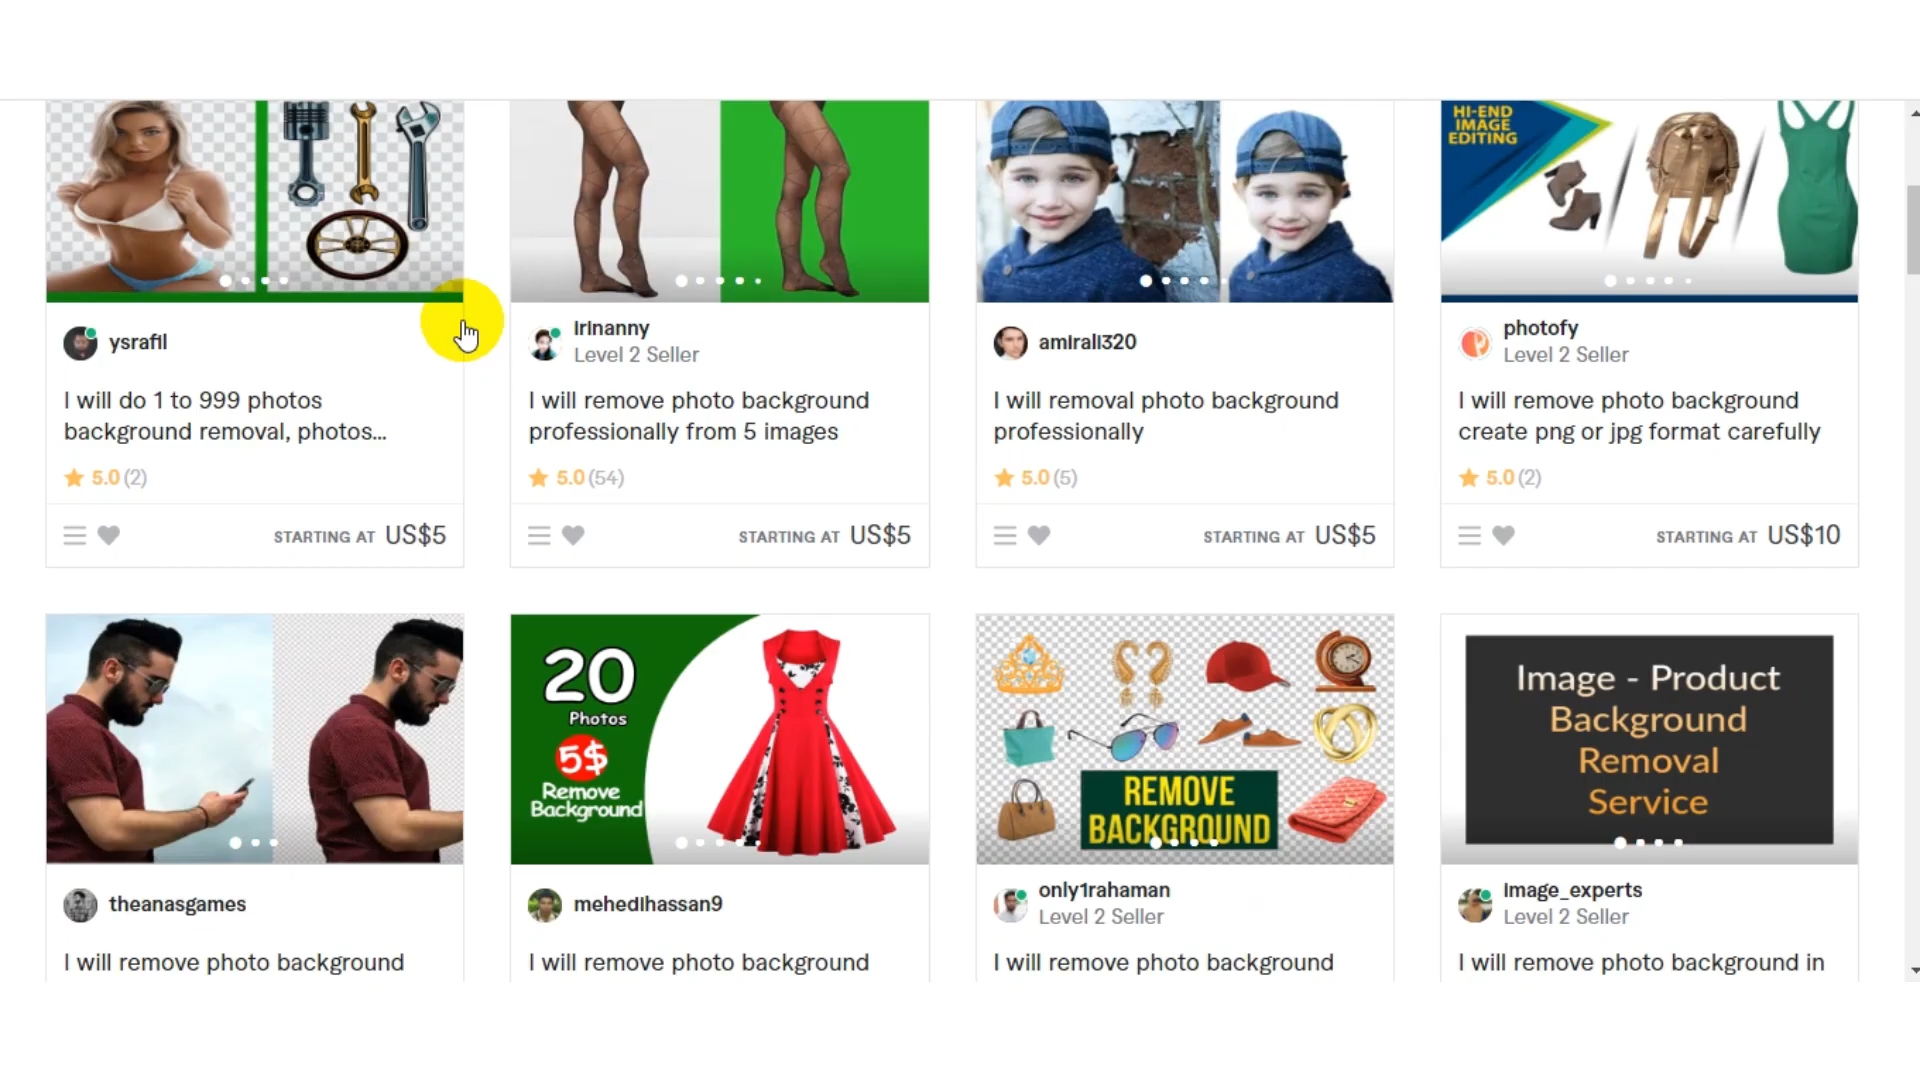 HI-END
IMAGE
EDITING
ysrafil
irinanny
Level 2 Seller
amirali320
photofy
Level 2 Seller
I will do 1 to 999 photos
background removal, photos...
I will remove photo background
professionally from 5 images
I will removal photo background
professionally
I will remove photo background
create png or jpg format carefully
5.0 (2)
5.0 (54)
5.0 (5)
5.0 (2)
STARTING AT US$5
STARTING AT US$5
STARTING AT US$5
STARTING AT US$10
20
Photos
5$
Remove
Background
REMOVE
BACKGROUND
Image - Product
Background
Removal
Service
theanasgames
mehedihassan9
only1rahaman
Level 2 Seller
image_experts
Level 2 Seller
I will remove photo background
I will remove photo background
I will remove photo background
I will remove photo background in